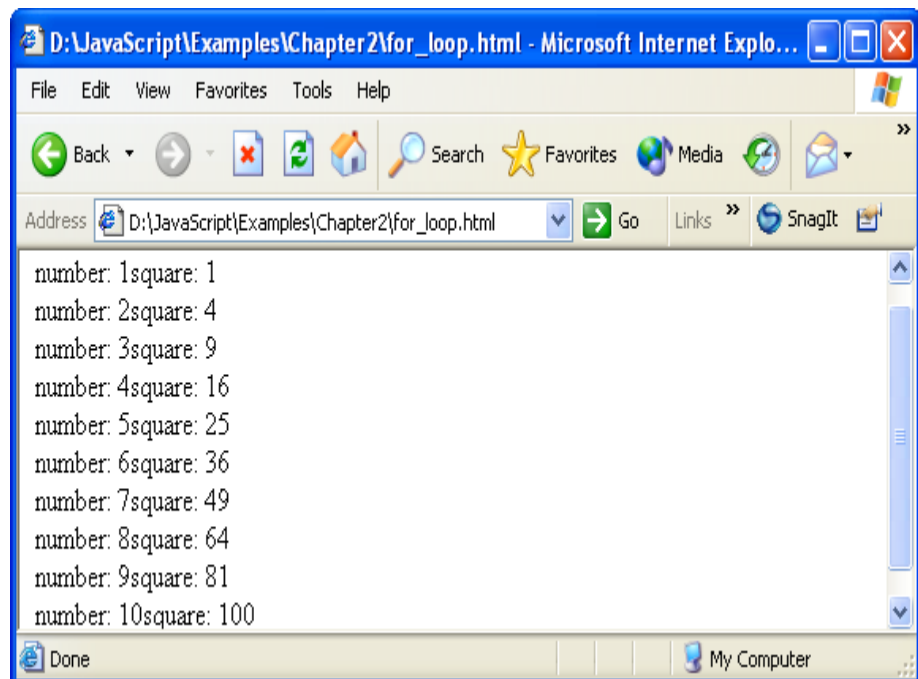 D:\JavaScript\Examples\Chapter2\for_loop.html - Microsoft Internet Explo...
File Edit View Favorites Tools Help
Back Search Favorites Media »
Address D:\JavaScript\Examples\Chapter2\for_loop.html Go Links » SnagIt
number: 1square: 1
number: 2square: 4
number: 3square: 9
number: 4square: 16
number: 5square: 25
number: 6square: 36
number: 7square: 49
number: 8square: 64
number: 9square: 81
number: 10square: 100
Done My Computer